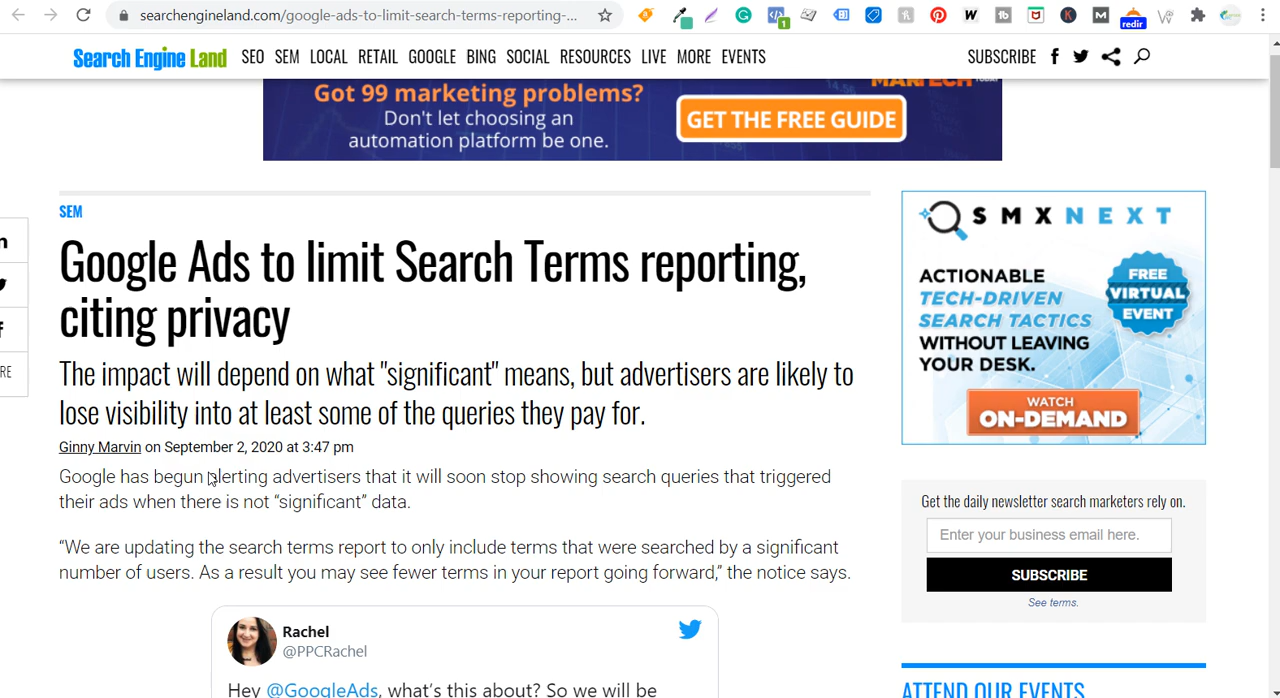 searchengineland.com/google-ads-to-limit-search-terms-reporting-...
1
redir
Search Engine Land
SEO SEM LOCAL RETAIL GOOGLE BING SOCIAL RESOURCES LIVE MORE EVENTS
SUBSCRIBE
Got 99 marketing problems?
Don't let choosing an
automation platform be one.
MARTECH TODAY
GET THE FREE GUIDE
SEM
Google Ads to limit Search Terms reporting,
citing privacy
The impact will depend on what "significant" means, but advertisers are likely to
lose visibility into at least some of the queries they pay for.
Ginny Marvin on September 2, 2020 at 3:47 pm
Google has begun alerting advertisers that it will soon stop showing search queries that triggered
their ads when there is not “significant” data.
“We are updating the search terms report to only include terms that were searched by a significant
number of users. As a result you may see fewer terms in your report going forward,” the notice says.
Rachel
@PPCRachel
Hey @GoogleAds, what's this about? So we will be
RE
SMX NEXT
ACTIONABLE
TECH-DRIVEN
SEARCH TACTICS
WITHOUT LEAVING
YOUR DESK.
FREE
VIRTUAL
EVENT
WATCH
ON-DEMAND
Get the daily newsletter search marketers rely on.
Enter your business email here.
SUBSCRIBE
See terms.
ATTEND OUR EVENTS